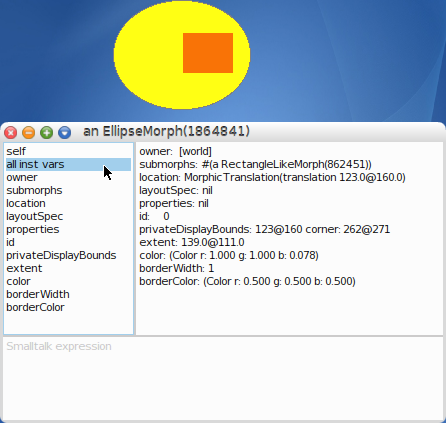 an EllipseMorph(1864841)
self
all inst vars
owner
submorphs
location
layoutSpec
properties
id
privateDisplayBounds
extent
color
borderWidth
borderColor
owner: [world]
submorphs: #(a RectangleLikeMorph(862451))
location: MorphicTranslation(translation 123.0@160.0)
layoutSpec: nil
properties: nil
id: 0
privateDisplayBounds: 123@160 corner: 262@271
extent: 139.0@111.0
color: (Color r: 1.000 g: 1.000 b: 0.078)
borderWidth: 1
borderColor: (Color r: 0.500 g: 0.500 b: 0.500)
Smalltalk expression